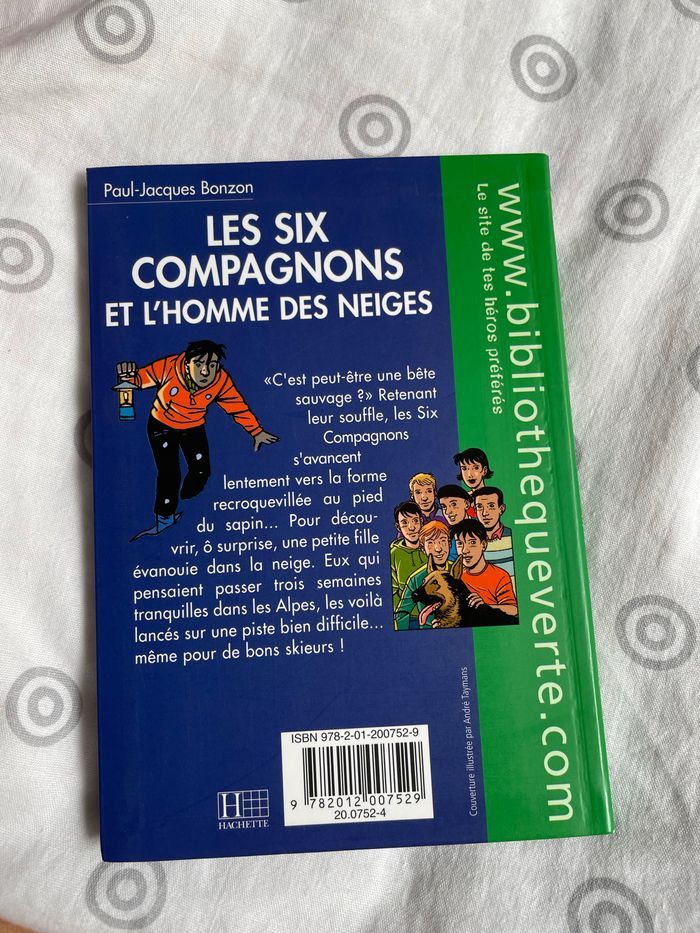 Paul-Jacques Bonzon
LES SIX
COMPAGNONS
ET L'HOMME DES NEIGES
«C'est peut-être une bête
sauvage ?» Retenant
leur souffle, les Six
Compagnons
s'avancent
lentement vers la forme
recroquevillée au pied
du sapin... Pour décou-
vrir, ô surprise, une petite fille
évanouie dans la neige. Eux qui
pensaient passer trois semaines
tranquilles dans les Alpes, les voilà
lancés sur une piste bien difficile...
même pour de bons skieurs !
www.bibliothequeverte.com
Le site de tes héros préférés
Couverture illustrée par André Taymans
ISBN 978-2-01-200752-9
9 782012 007529
20.0752-4
H
HACHETTE